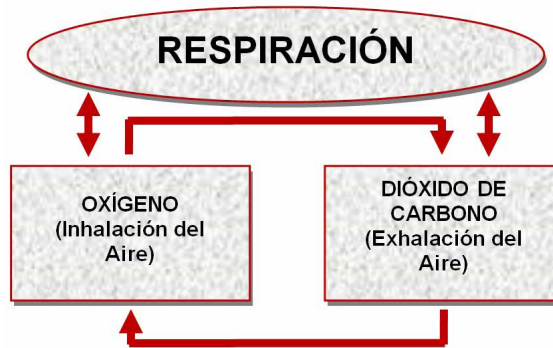 RESPIRACIÓN
OXÍGENO
(Inhalación del
Aire)
DIÓXIDO DE
CARBONO
(Exhalación del
Aire)